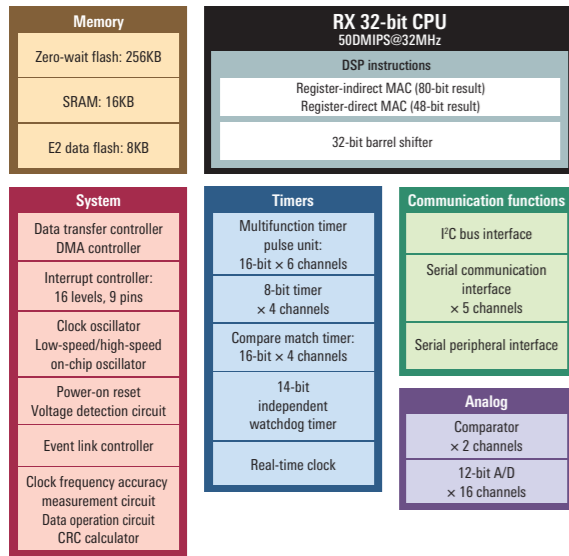 Memory
Zero-wait flash: 256KB
SRAM: 16KB
E2 data flash: 8KB
RX 32-bit CPU
50DMIPS@32MHz
DSP instructions
Register-indirect MAC (80-bit result)
Register-direct MAC (48-bit result)
32-bit barrel shifter
System
Data transfer controller
DMA controller
Interrupt controller:
16 levels, 9 pins
Clock oscillator
Low-speed/high-speed
on-chip oscillator
Power-on reset
Voltage detection circuit
Event link controller
Clock frequency accuracy
measurement circuit
Data operation circuit
CRC calculator
Timers
Multifunction timer
pulse unit:
16-bit × 6 channels
8-bit timer
× 4 channels
Compare match timer:
16-bit × 4 channels
14-bit
independent
watchdog timer
Real-time clock
Communication functions
I²C bus interface
Serial communication
interface
× 5 channels
Serial peripheral interface
Analog
Comparator
× 2 channels
12-bit A/D
× 16 channels